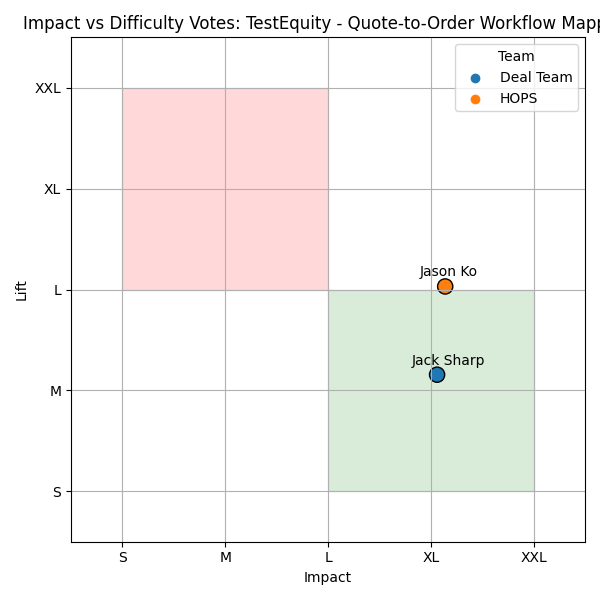 Impact vs Difficulty Votes: TestEquity - Quote-to-Order Workflow Mapp
Team
Deal Team
HOPS
XXL
XL
L
M
S
Lift
Jason Ko
Jack Sharp
S
M
L
XL
XXL
Impact